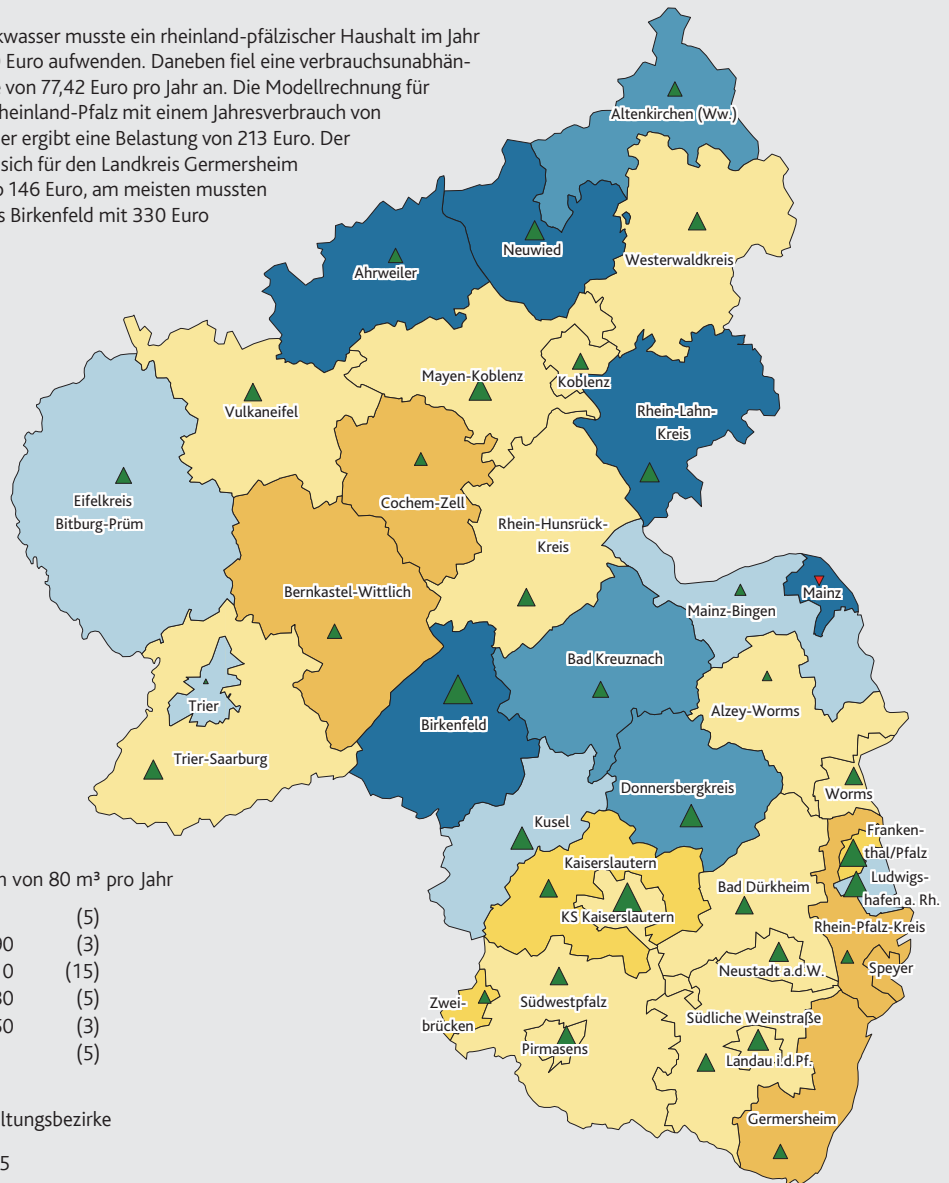 kwasser musste ein rheinland-pfälzischer Haushalt im Jahr
Euro aufwenden. Daneben fiel eine verbrauchsunabhän-
von 77,42 Euro pro Jahr an. Die Modellrechnung für
heinland-Pfalz mit einem Jahresverbrauch von
er ergibt eine Belastung von 213 Euro. Der
sich für den Landkreis Germersheim
146 Euro, am meisten mussten
s Birkenfeld mit 330 Euro
Altenkirchen (Ww.)
Neuwied
Westerwaldkreis
Ahrweiler
Mayen-Koblenz
Koblenz
Vulkaneifel
Rhein-Lahn-
Kreis
Cochem-Zell
Eifelkreis
Bitburg-Prüm
Rhein-Hunsrück-
Kreis
Bernkastel-Wittlich
Mainz-Bingen
Mainz
Bad Kreuznach
Trier
Birkenfeld
Alzey-Worms
Trier-Saarburg
Donnersbergkreis
Worms
Kusel
Franken-
thal/Pfalz
Kaiserslautern
Ludwigs-
hafen a. Rh.
Bad Dürkheim
KS Kaiserslautern
Rhein-Pfalz-Kreis
Neustadt a.d.W.
Speyer
Zwei-
brücken
Südwestpfalz
Südliche Weinstraße
Pirmasens
Landau i.d.Pf.
Germersheim
von 80 m³ pro Jahr
(5)
(3)
(15)
(5)
(3)
(5)
ltungsbezirke
5